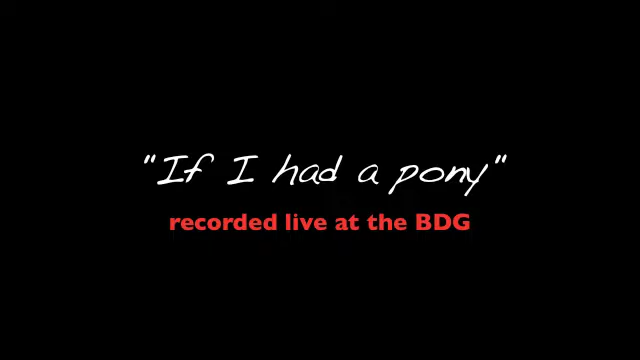 "If I had a pony"
recorded live at the BDG